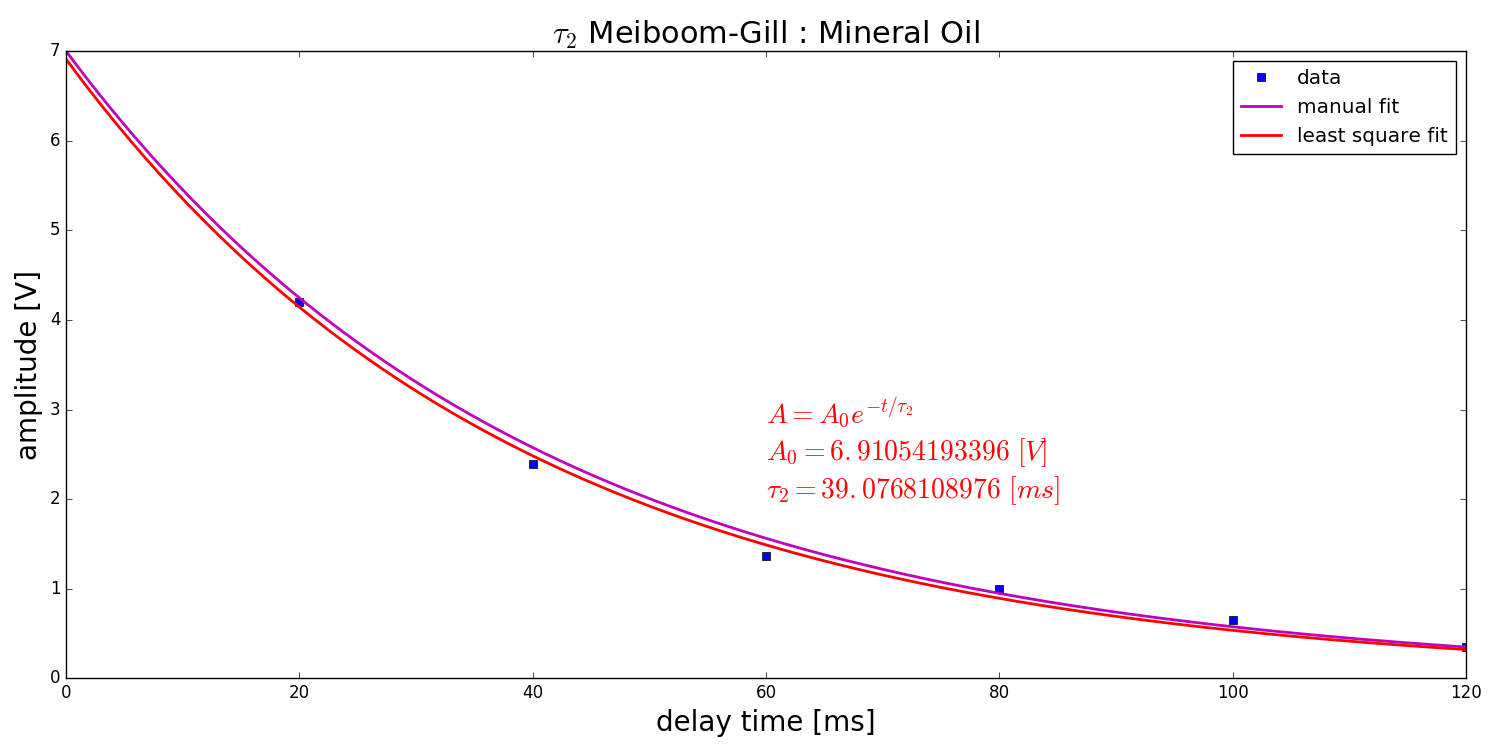 τ₂ Meiboom-Gill : Mineral Oil
data
manual fit
least square fit
7
6
5
4
3
2
1
0
amplitude [V]
A = A₀e^{-t/τ₂}
A₀ = 6.91054193396 [V]
τ₂ = 39.0768108976 [ms]
0 20 40 60 80 100 120
delay time [ms]